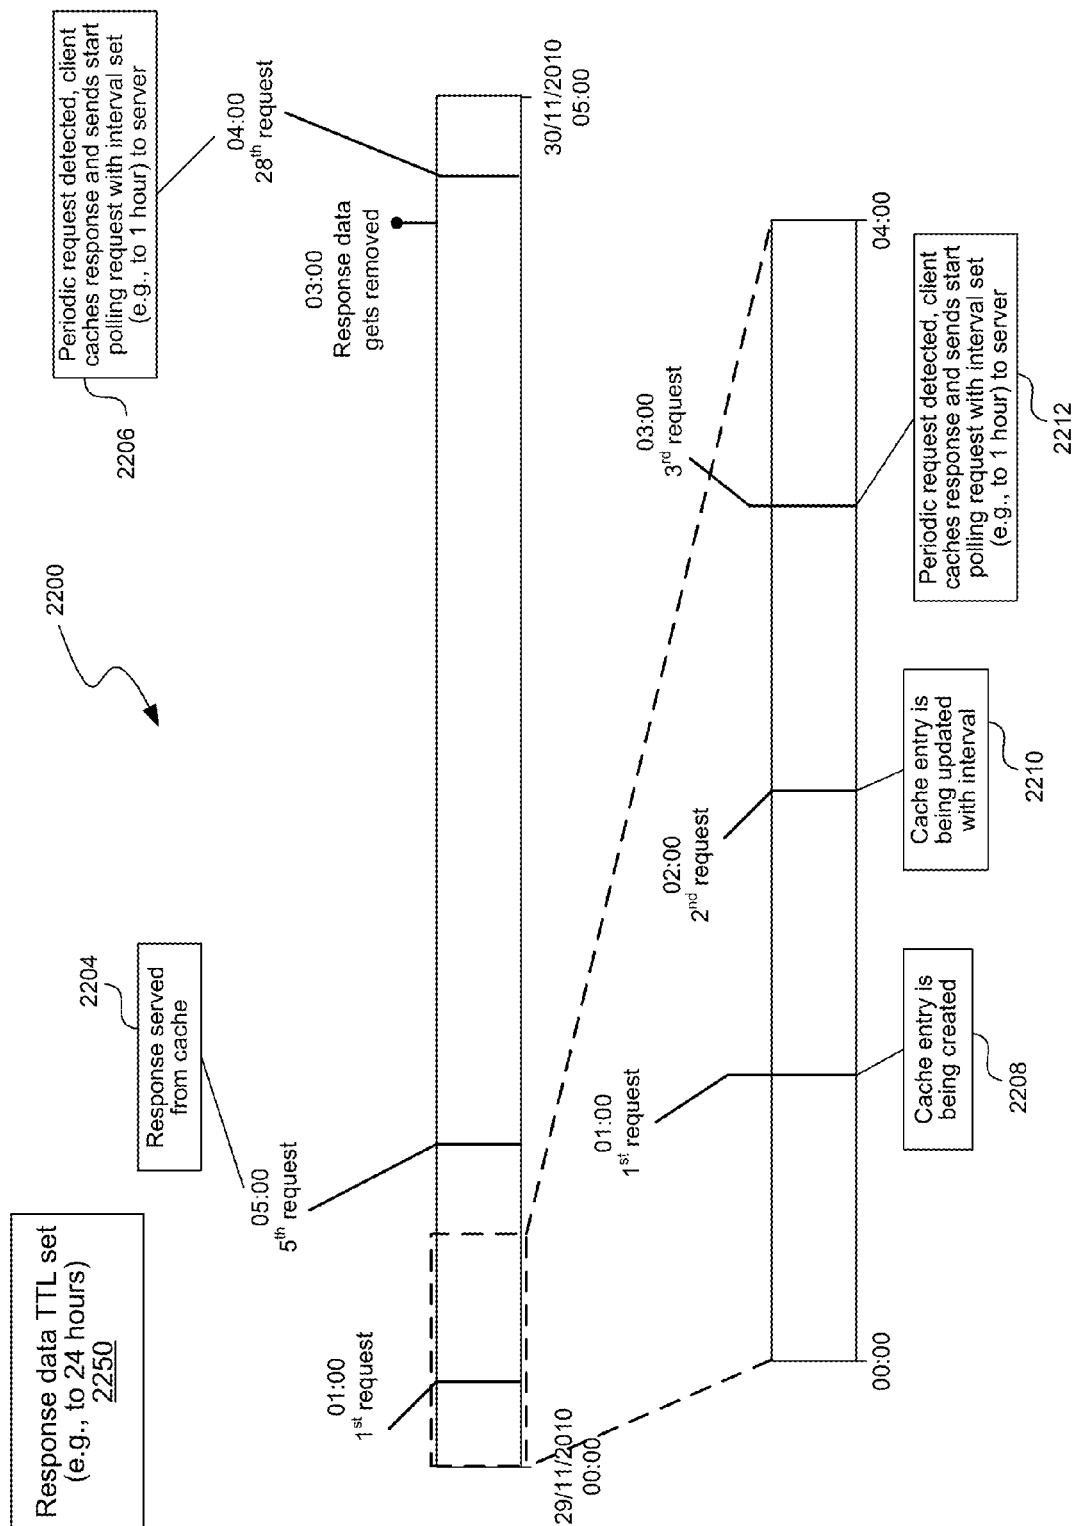 Response data TTL set
(e.g., to 24 hours)
2250
2204
Response served
from cache
2200
2206
Periodic request detected, client
caches response and sends start
polling request with interval set
(e.g., to 1 hour) to server
01:00
1st request
05:00
5th request
03:00
Response data
gets removed
04:00
28th request
29/11/2010
00:00
30/11/2010
05:00
01:00
1st request
02:00
2nd request
03:00
3rd request
00:00
04:00
Cache entry is
being created
2208
Cache entry is
being updated
with interval
2210
Periodic request detected, client
caches response and sends start
polling request with interval set
(e.g., to 1 hour) to server
2212